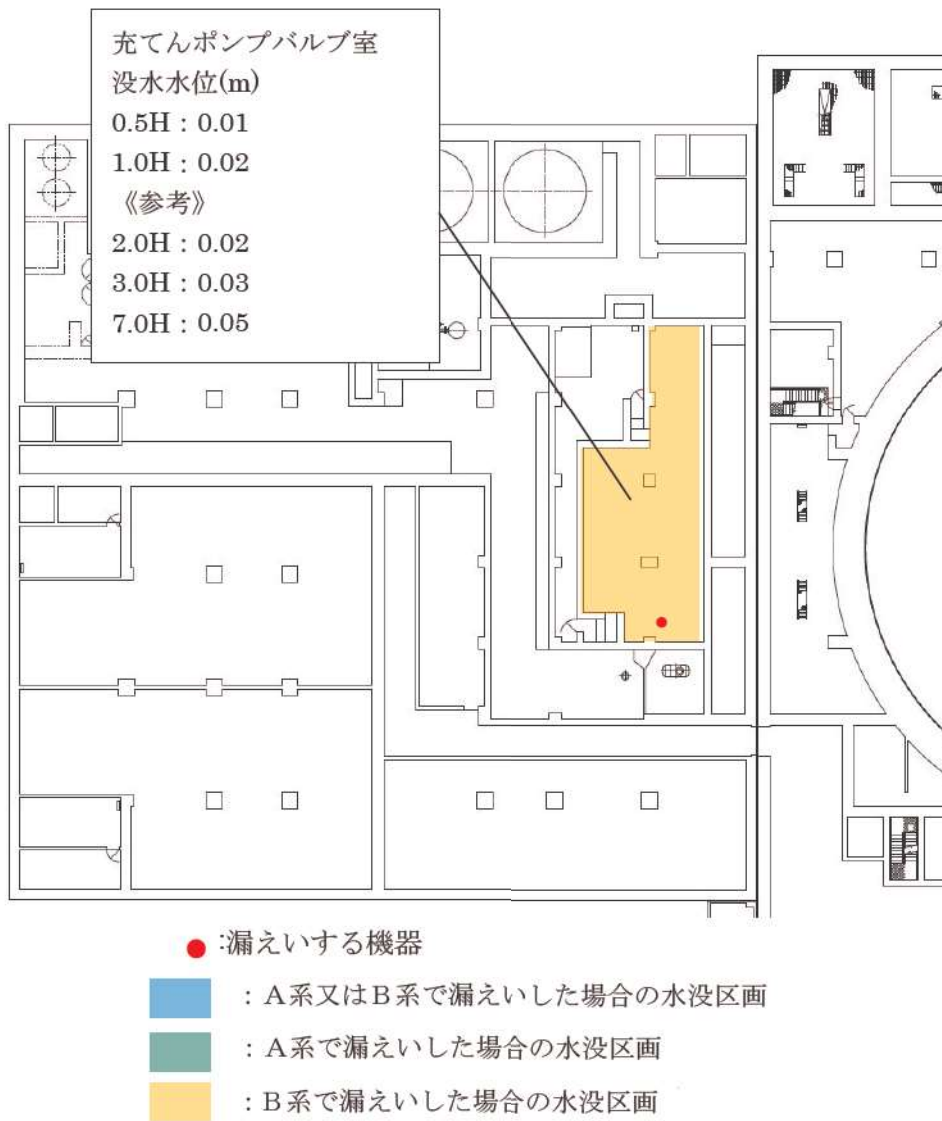 充てんポンプバルブ室
没水水位(m)
0.5H：0.01
1.0H：0.02
《参考》
2.0H：0.02
3.0H：0.03
7.0H：0.05
:漏えいする機器
：A系又はB系で漏えいした場合の水没区画
：A系で漏えいした場合の水没区画
：B系で漏えいした場合の水没区画